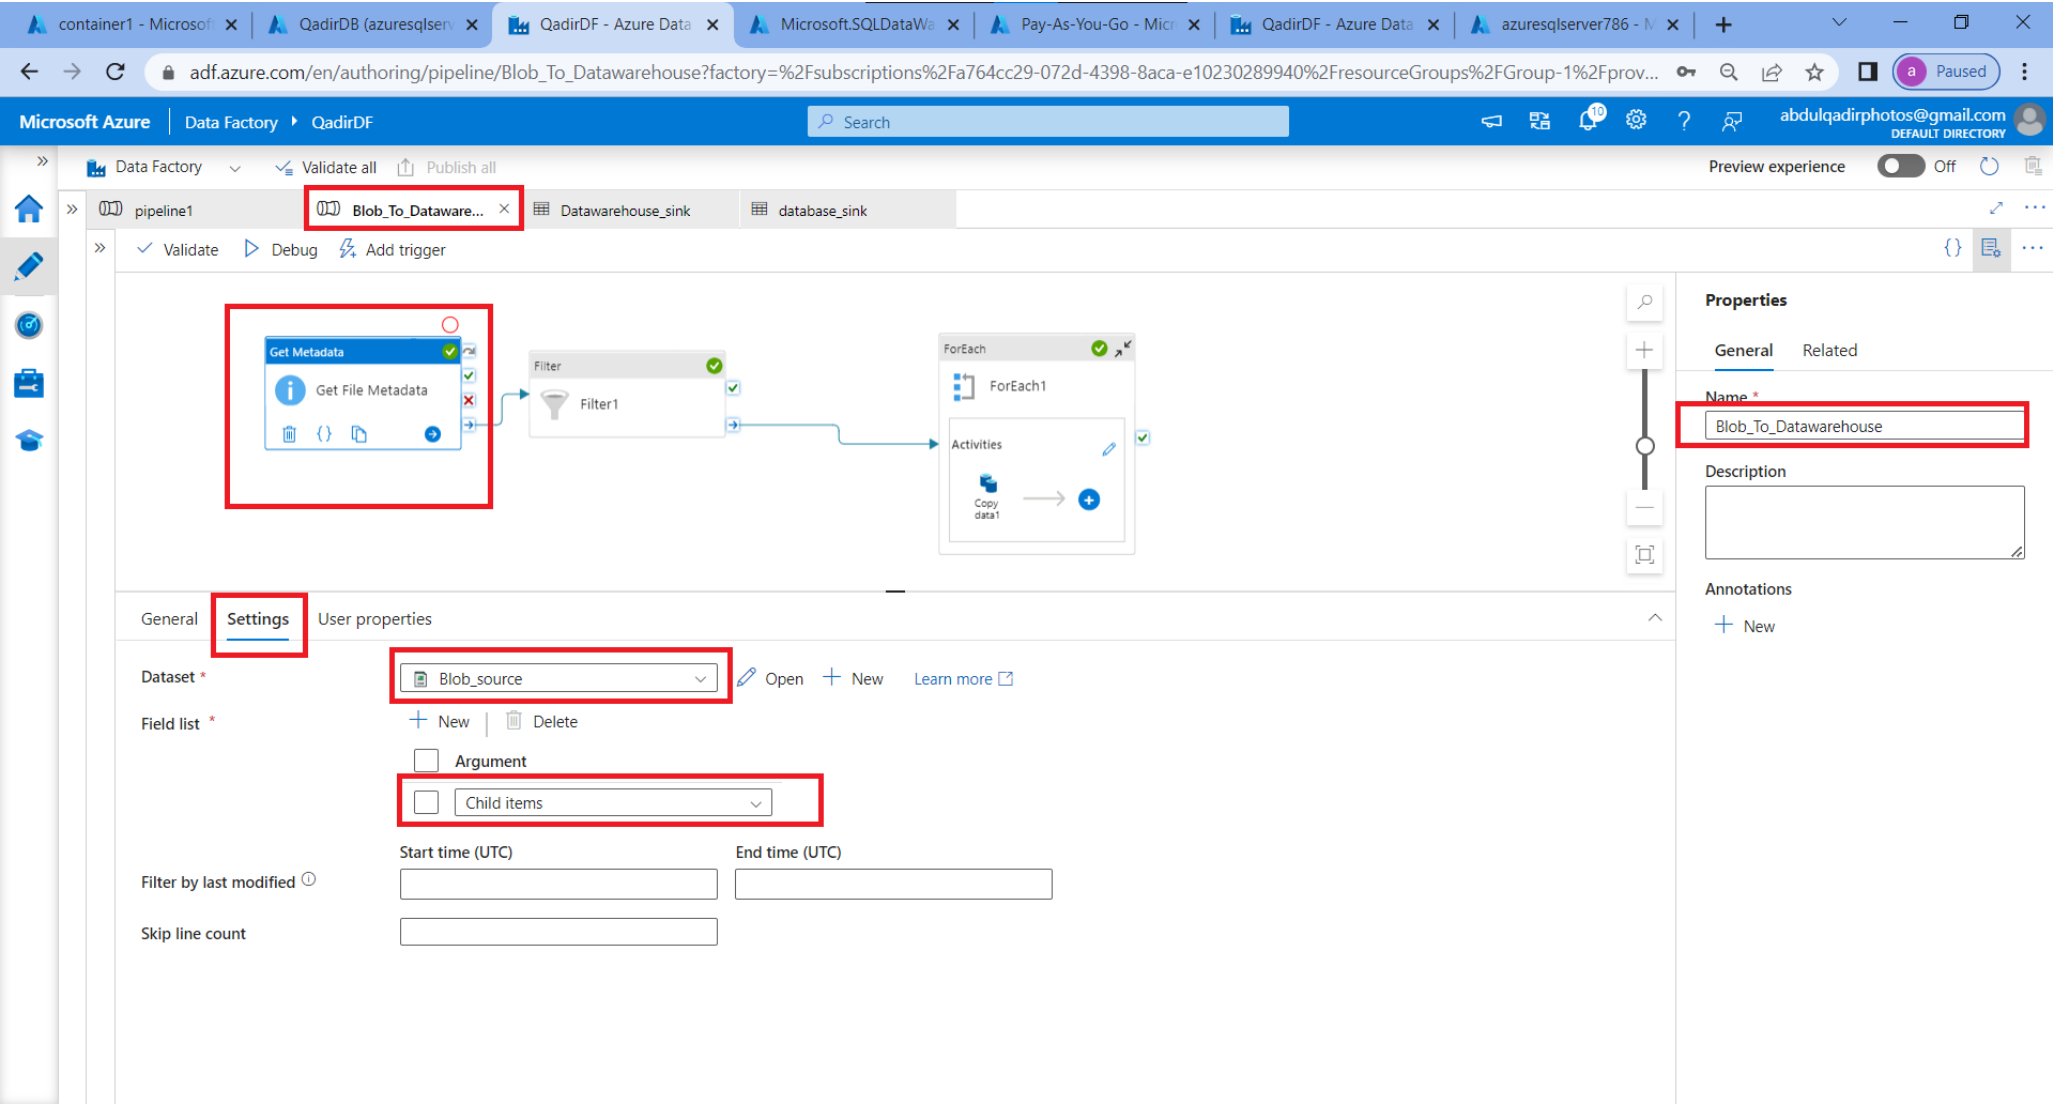 container1 - Microsoft
QadirDB (azuresqlserv
QadirDF - Azure Data
Microsoft.SQLDataWa
Pay-As-You-Go - Micr
QadirDF - Azure Data
azuresqlserver786 - M
adf.azure.com/en/authoring/pipeline/Blob_To_Datawarehouse?factory=%2Fsubscriptions%2Fa764cc29-072d-4398-8aca-e10230289940%2FresourceGroups%2FGroup-1%2Fprov...
a Paused
Microsoft Azure
Data Factory
QadirDF
Search
10
abdulqadirphotos@gmail.com
DEFAULT DIRECTORY
Data Factory
Validate all
Publish all
Preview experience
Off
pipeline1
Blob_To_Dataware...
Datawarehouse_sink
database_sink
Validate
Debug
Add trigger
Get Metadata
Get File Metadata
Filter
Filter1
ForEach
ForEach1
Activities
Copy
data1
Properties
General
Related
Name *
Blob_To_Datawarehouse
Description
Annotations
New
General
Settings
User properties
Dataset *
Blob_source
Open
New
Learn more
Field list *
New
Delete
Argument
Child items
Start time (UTC)
End time (UTC)
Filter by last modified
Skip line count